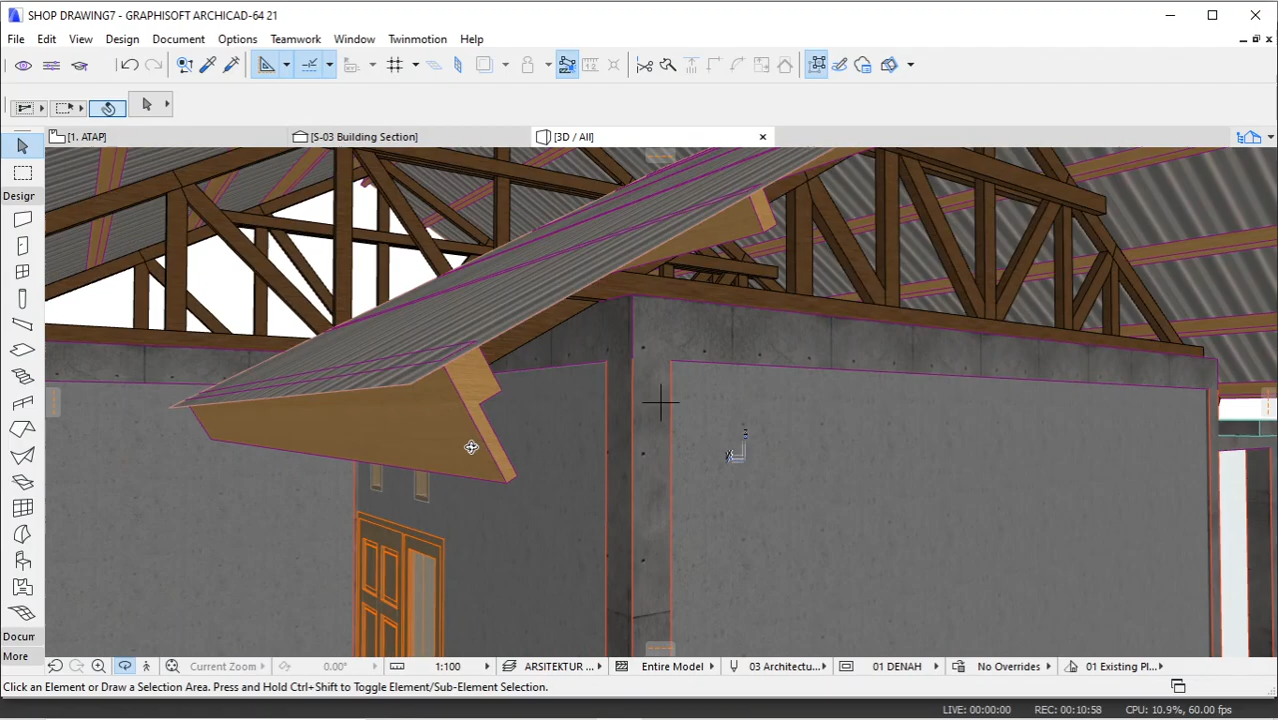 SHOP DRAWING7 - GRAPHISOFT ARCHICAD-64 21
File Edit View Design Document Options Teamwork Window Twinmotion Help
[1. ATAP] [S-03 Building Section] [3D / All]
Design
Docum
More
Current Zoom 0.00° 1:100 ARSITEKTUR ... Entire Model 03 Architectu... 01 DENAH No Overrides 01 Existing Pl...
Click an Element or Draw a Selection Area. Press and Hold Ctrl+Shift to Toggle Element/Sub-Element Selection.
LIVE: 00:00:00 REC: 00:10:58 CPU: 10.9%, 60.00 fps